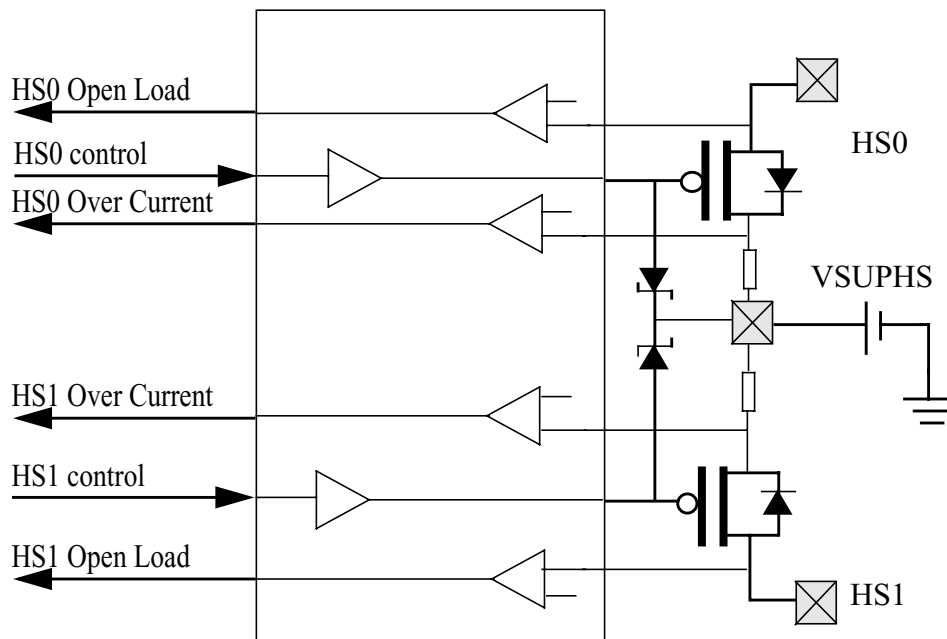 HS0 Open Load
HS0 control
HS0
HS0 Over Current
VSUPHS
HS1 Over Current
HS1 control
HS1 Open Load
HS1